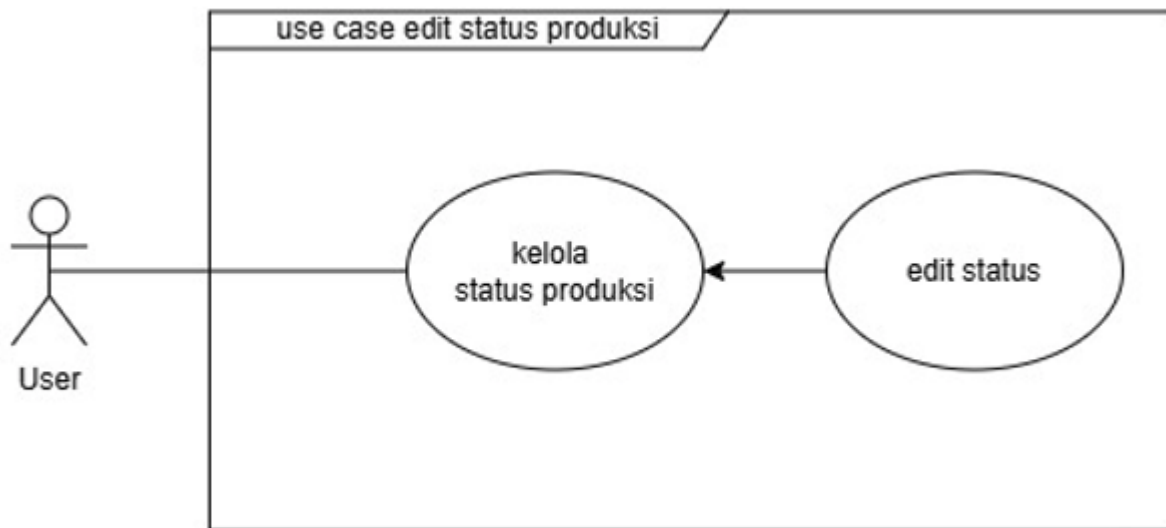 use case edit status produksi
kelola
status produksi
edit status
User